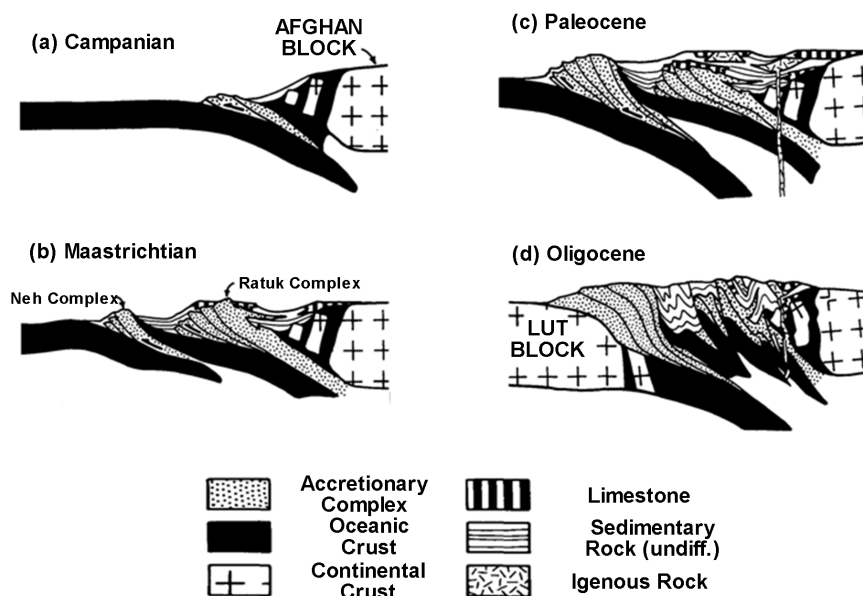 (a) Campanian
AFGHAN
BLOCK
(b) Maastrichtian
Neh Complex
Ratuk Complex
(c) Paleocene
(d) Oligocene
LUT
BLOCK
Accretionary
Complex
Oceanic
Crust
Continental
Crust
Limestone
Sedimentary
Rock (undiff.)
Igenous Rock